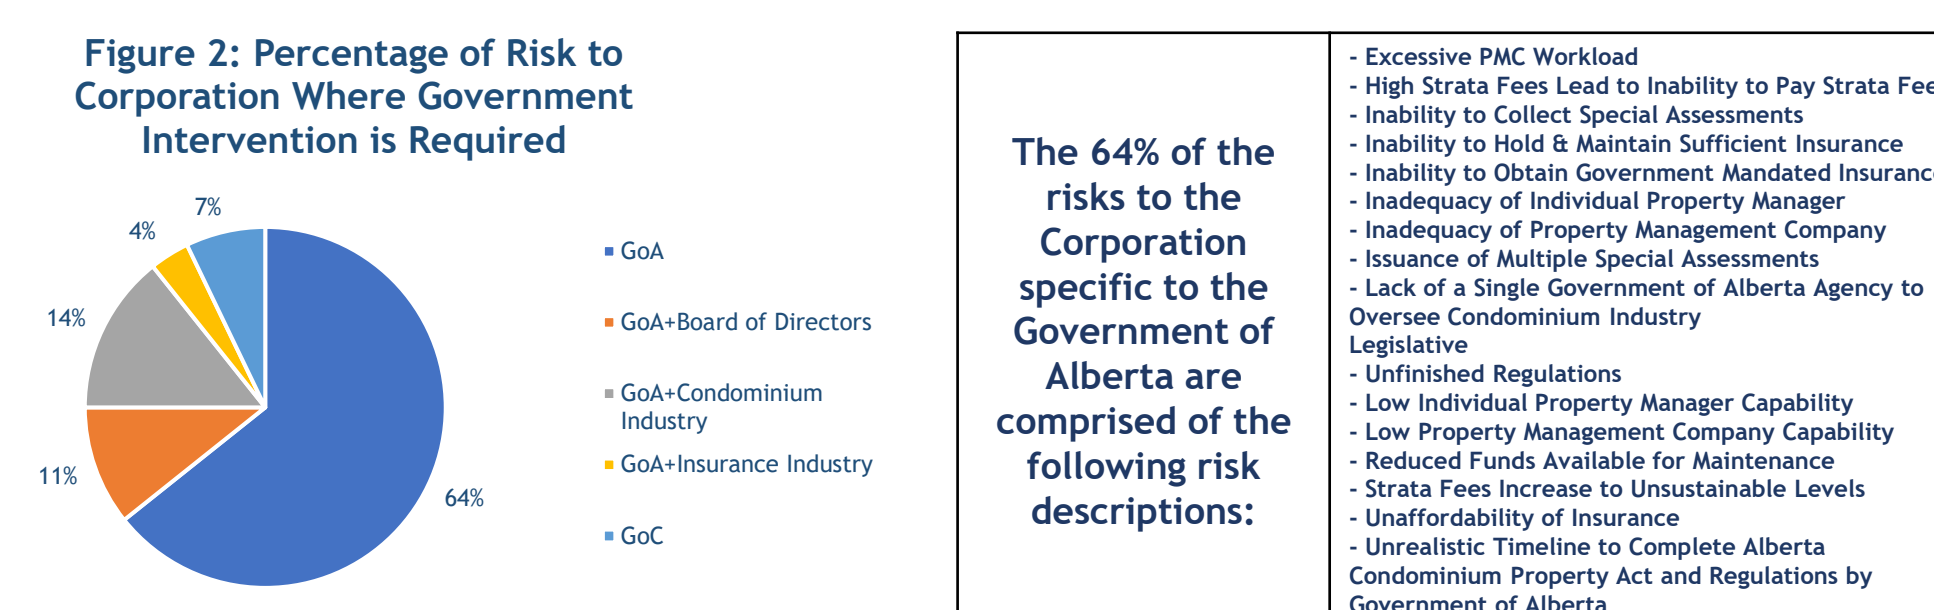 Figure 2: Percentage of Risk to
Corporation Where Government
Intervention is Required
7%
4%
14%
11%
64%
GoA
GoA+Board of Directors
GoA+Condominium
Industry
GoA+Insurance Industry
GoC
The 64% of the
risks to the
Corporation
specific to the
Government of
Alberta are
comprised of the
following risk
descriptions:
- Excessive PMC Workload
- High Strata Fees Lead to Inability to Pay Strata Fee
- Inability to Collect Special Assessments
- Inability to Hold & Maintain Sufficient Insurance
- Inability to Obtain Government Mandated Insuranc
- Inadequacy of Individual Property Manager
- Inadequacy of Property Management Company
- Issuance of Multiple Special Assessments
- Lack of a Single Government of Alberta Agency to
Oversee Condominium Industry
Legislative
- Unfinished Regulations
- Low Individual Property Manager Capability
- Low Property Management Company Capability
- Reduced Funds Available for Maintenance
- Strata Fees Increase to Unsustainable Levels
- Unaffordability of Insurance
- Unrealistic Timeline to Complete Alberta
Condominium Property Act and Regulations by
Government of Alberta